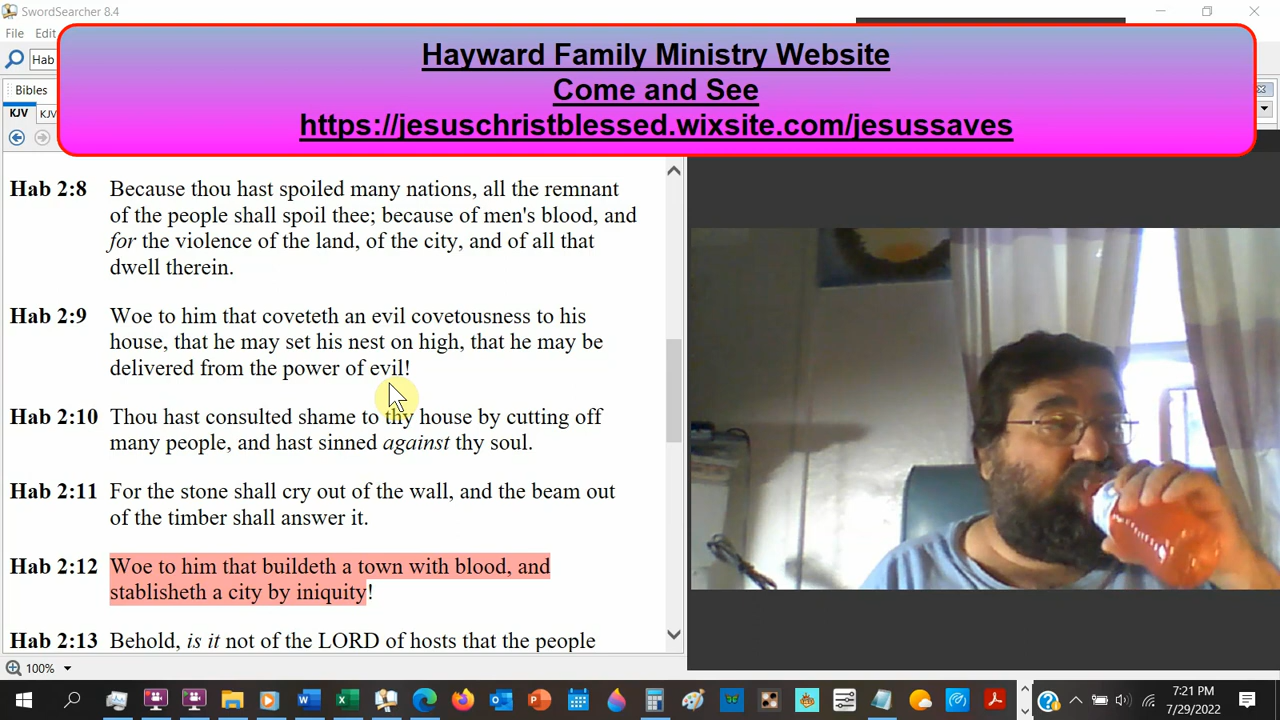 SwordSearcher 8.4
File Edi
Hab
Hayward Family Ministry Website
Come and See
https://jesuschristblessed.wixsite.com/jesussaves
Bibles
KJV KJV
Hab 2:8 Because thou hast spoiled many nations, all the remnant
of the people shall spoil thee; because of men's blood, and
for the violence of the land, of the city, and of all that
dwell therein.
Hab 2:9 Woe to him that coveteth an evil covetousness to his
house, that he may set his nest on high, that he may be
delivered from the power of evil!
Hab 2:10 Thou hast consulted shame to thy house by cutting off
many people, and hast sinned against thy soul.
Hab 2:11 For the stone shall cry out of the wall, and the beam out
of the timber shall answer it.
Hab 2:12 Woe to him that buildeth a town with blood, and
stablisheth a city by iniquity!
Hab 2:13 Behold, is it not of the LORD of hosts that the people
100%
7:21 PM
7/29/2022